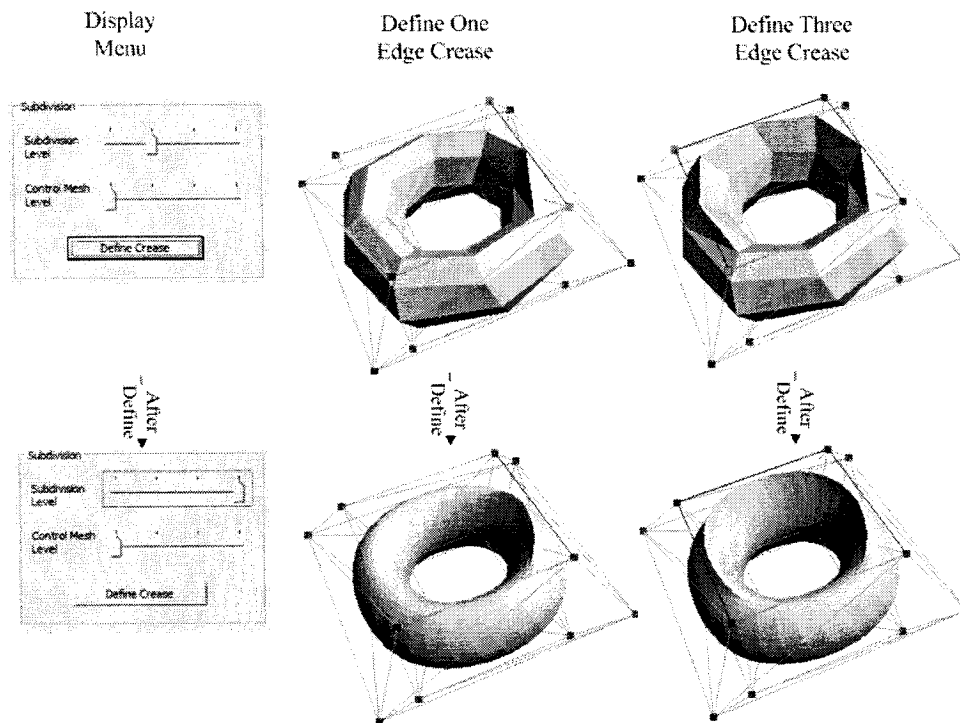 Display
Menu
Define One
Edge Crease
Define Three
Edge Crease
Subdivision
Subdivision
Level
Control Mesh
Level
Define Crease
After
Define
After
Define
After
Define
Subdivision
Subdivision
Level
Control Mesh
Level
Define Crease